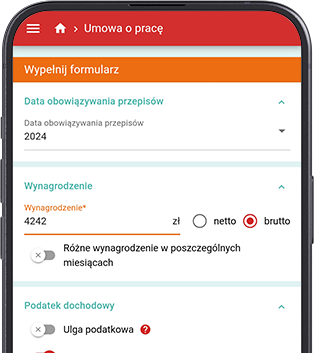 Umowa o pracę
Wypełnij formularz
Data obowiązywania przepisów
Data obowiązywania przepisów
2024
Wynagrodzenie
Wynagrodzenie*
4242 zł netto brutto
Różne wynagrodzenie w poszczególnych
miesiącach
Podatek dochodowy
Ulga podatkowa ?